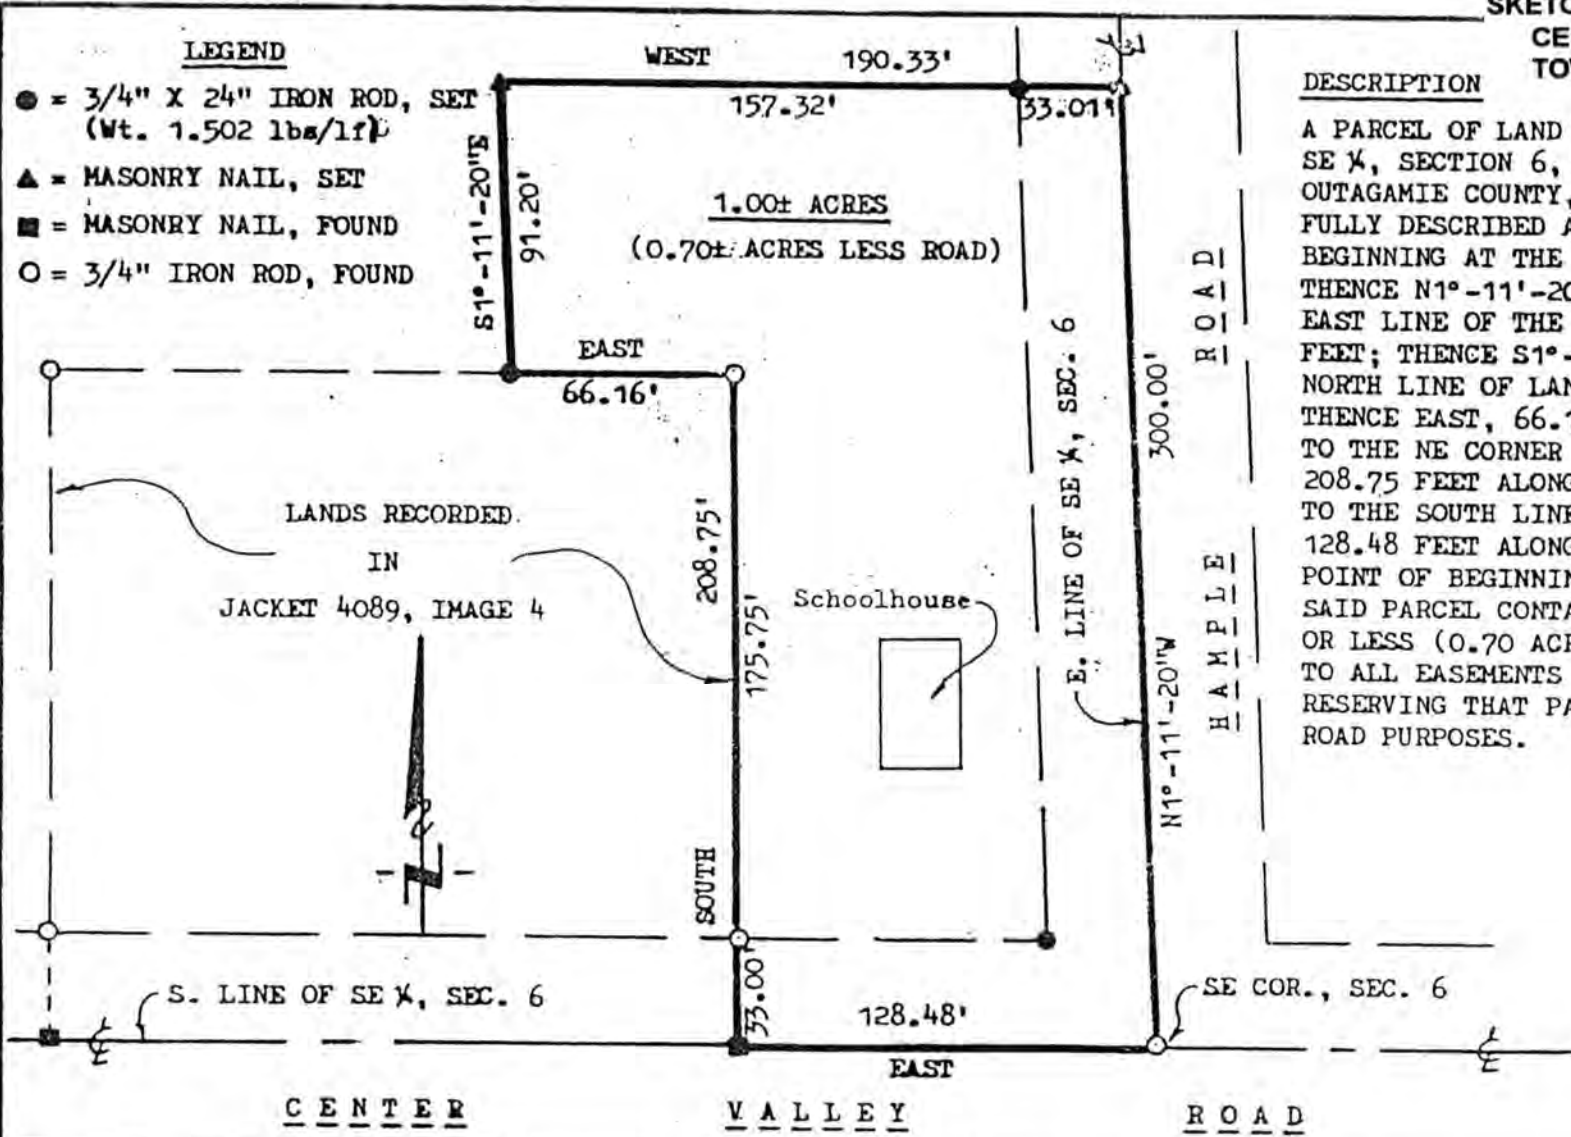 SKETC
CE
TO
LEGEND
● = 3/4" X 24" IRON ROD, SET
(Wt. 1.502 lbs/lf)
▲ = MASONRY NAIL, SET
■ = MASONRY NAIL, FOUND
O = 3/4" IRON ROD, FOUND
WEST 190.33'
157.32' 33.01'
S1°-11'-20"E
91.20'
1.00± ACRES
(0.70± ACRES LESS ROAD)
EAST
66.16'
LANDS RECORDED
IN
JACKET 4089, IMAGE 4
208.75'
175.75'
SOUTH
33.00'
Schoolhouse
E. LINE OF SE ¼, SEC. 6
300.00'
N1°-11'-20"W
HAMPLE ROAD
N
S. LINE OF SE ¼, SEC. 6
128.48'
EAST
SE COR., SEC. 6
CENTER VALLEY ROAD
DESCRIPTION
A PARCEL OF LAND
SE ¼, SECTION 6,
OUTAGAMIE COUNTY,
FULLY DESCRIBED A
BEGINNING AT THE
THENCE N1°-11'-20
EAST LINE OF THE
FEET; THENCE S1°-
NORTH LINE OF LAN
THENCE EAST, 66.1
TO THE NE CORNER
208.75 FEET ALONG
TO THE SOUTH LINE
128.48 FEET ALONG
POINT OF BEGINNIN
SAID PARCEL CONTA
OR LESS (0.70 ACR
TO ALL EASEMENTS
RESERVING THAT PA
ROAD PURPOSES.